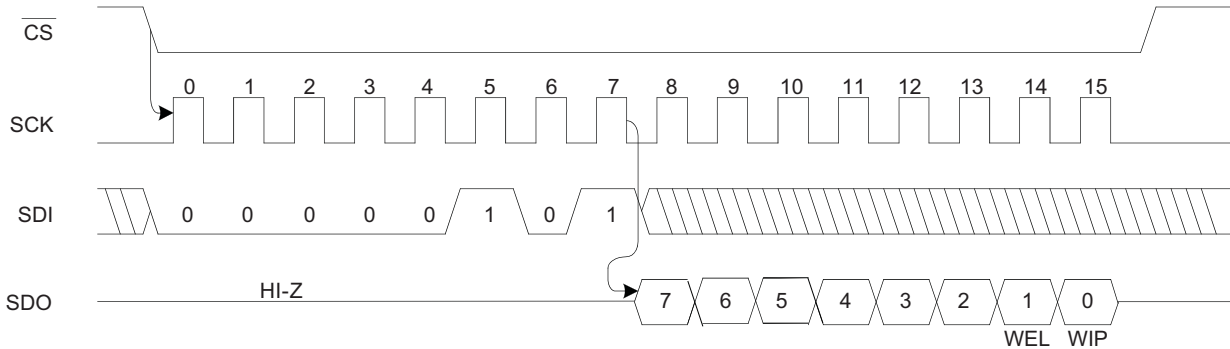 CS
0 1 2 3 4 5 6 7 8 9 10 11 12 13 14 15
SCK
SDI 0 0 0 0 0 1 0 1
HI-Z
SDO 7 6 5 4 3 2 1 0
WEL WIP